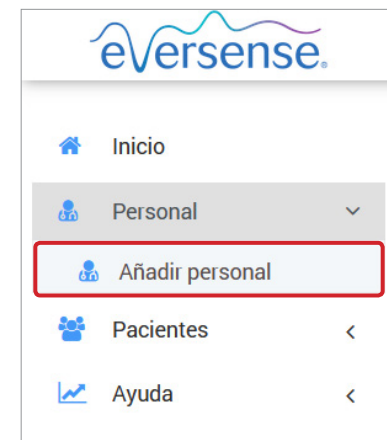 eversense®
Inicio
Personal
Añadir personal
Pacientes
Ayuda